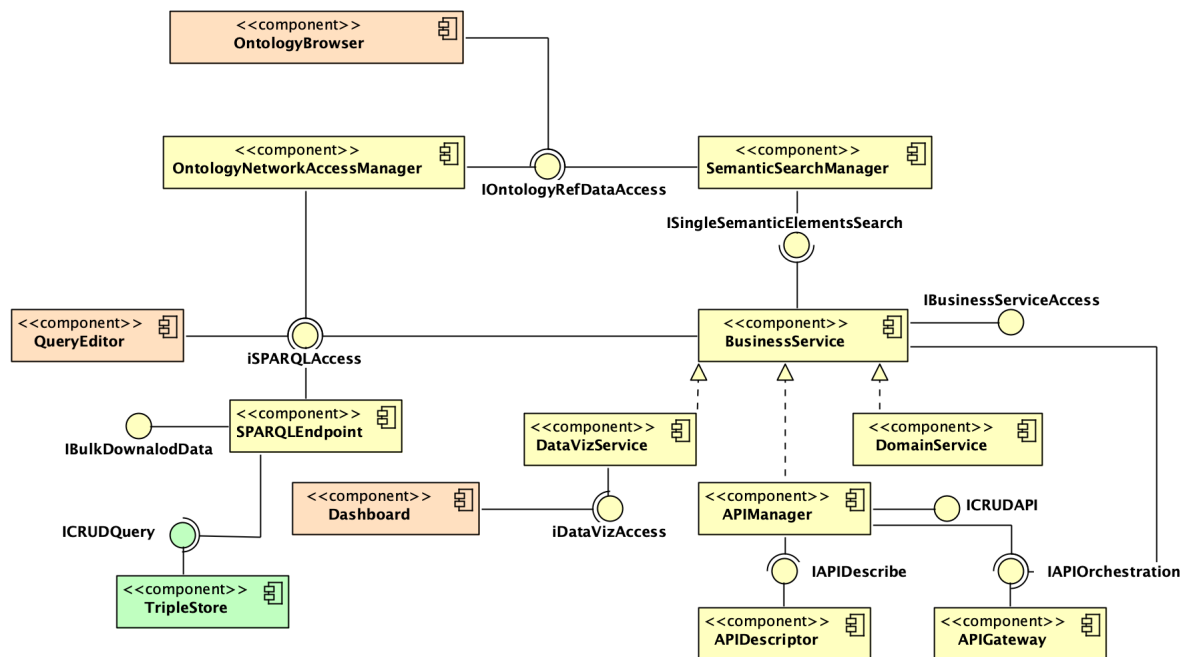 <<component>>
OntologyBrowser
<<component>>
OntologyNetworkAccessManager
<<component>>
SemanticSearchManager
IOntologyRefDataAccess
ISingleSemanticElementsSearch
IBusinessServiceAccess
<<component>>
QueryEditor
<<component>>
BusinessService
iSPARQLAccess
<<component>>
SPARQLEndpoint
IBulkDownalodData
<<component>>
DataVizService
<<component>>
DomainService
<<component>>
Dashboard
iDataVizAccess
<<component>>
APIManager
ICRUDAPI
ICRUDQuery
IAPIDescribe
IAPIOrchestration
<<component>>
TripleStore
<<component>>
APIDescriptor
<<component>>
APIGateway